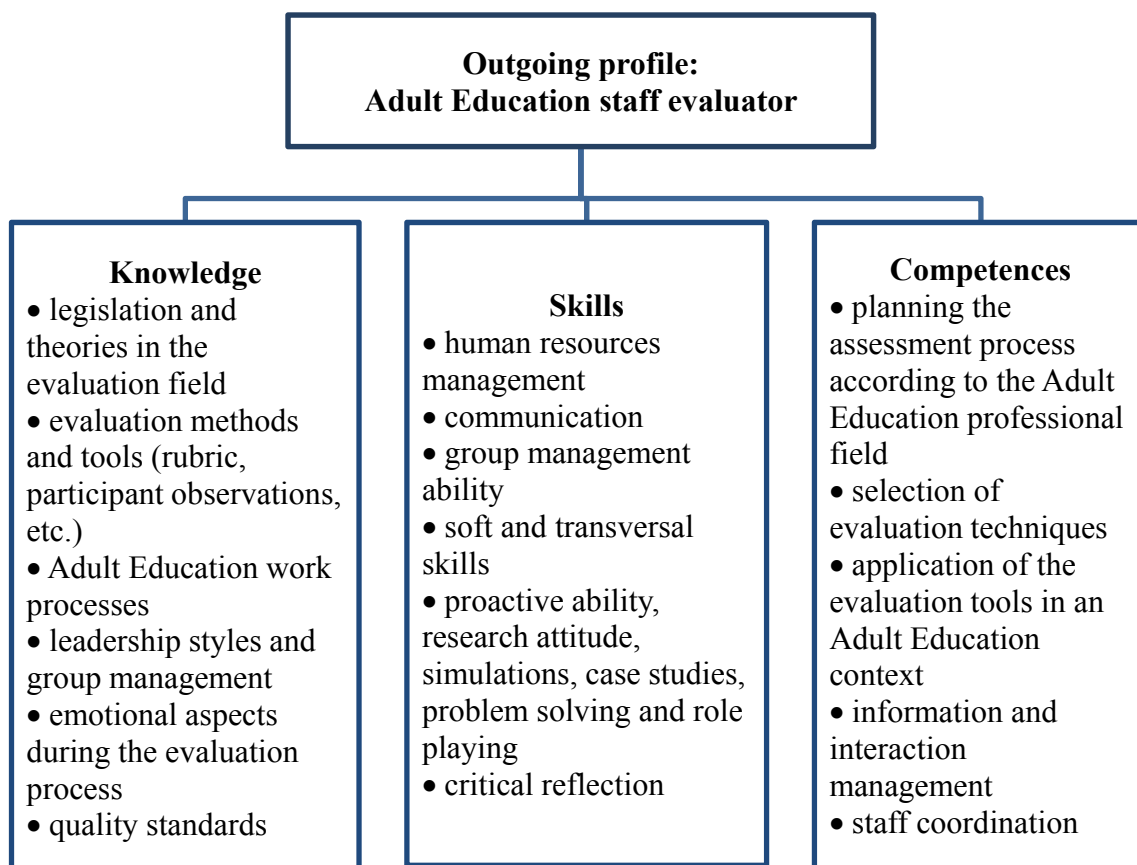 Outgoing profile:
Adult Education staff evaluator
Knowledge
• legislation and
theories in the
evaluation field
• evaluation methods
and tools (rubric,
participant observations,
etc.)
• Adult Education work
processes
• leadership styles and
group management
• emotional aspects
during the evaluation
process
• quality standards
Skills
• human resources
management
• communication
• group management
ability
• soft and transversal
skills
• proactive ability,
research attitude,
simulations, case studies,
problem solving and role
playing
• critical reflection
Competences
• planning the
assessment process
according to the Adult
Education professional
field
• selection of
evaluation techniques
• application of the
evaluation tools in an
Adult Education
context
• information and
interaction
management
• staff coordination